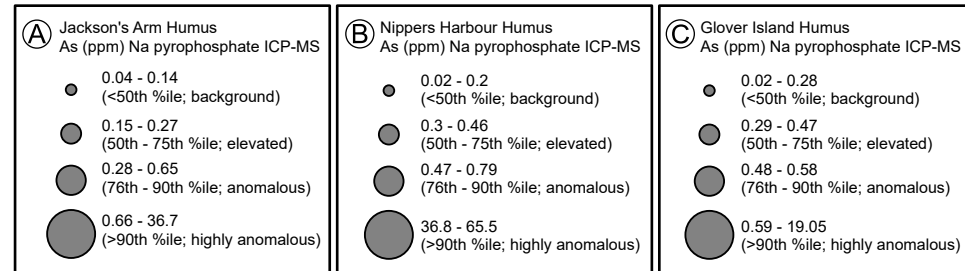 A Jackson's Arm Humus
As (ppm) Na pyrophosphate ICP-MS
0.04 - 0.14
(<50th %ile; background)
0.15 - 0.27
(50th - 75th %ile; elevated)
0.28 - 0.65
(76th - 90th %ile; anomalous)
0.66 - 36.7
(>90th %ile; highly anomalous)
B Nippers Harbour Humus
As (ppm) Na pyrophosphate ICP-MS
0.02 - 0.2
(<50th %ile; background)
0.3 - 0.46
(50th - 75th %ile; elevated)
0.47 - 0.79
(76th - 90th %ile; anomalous)
36.8 - 65.5
(>90th %ile; highly anomalous)
C Glover Island Humus
As (ppm) Na pyrophosphate ICP-MS
0.02 - 0.28
(<50th %ile; background)
0.29 - 0.47
(50th - 75th %ile; elevated)
0.48 - 0.58
(76th - 90th %ile; anomalous)
0.59 - 19.05
(>90th %ile; highly anomalous)